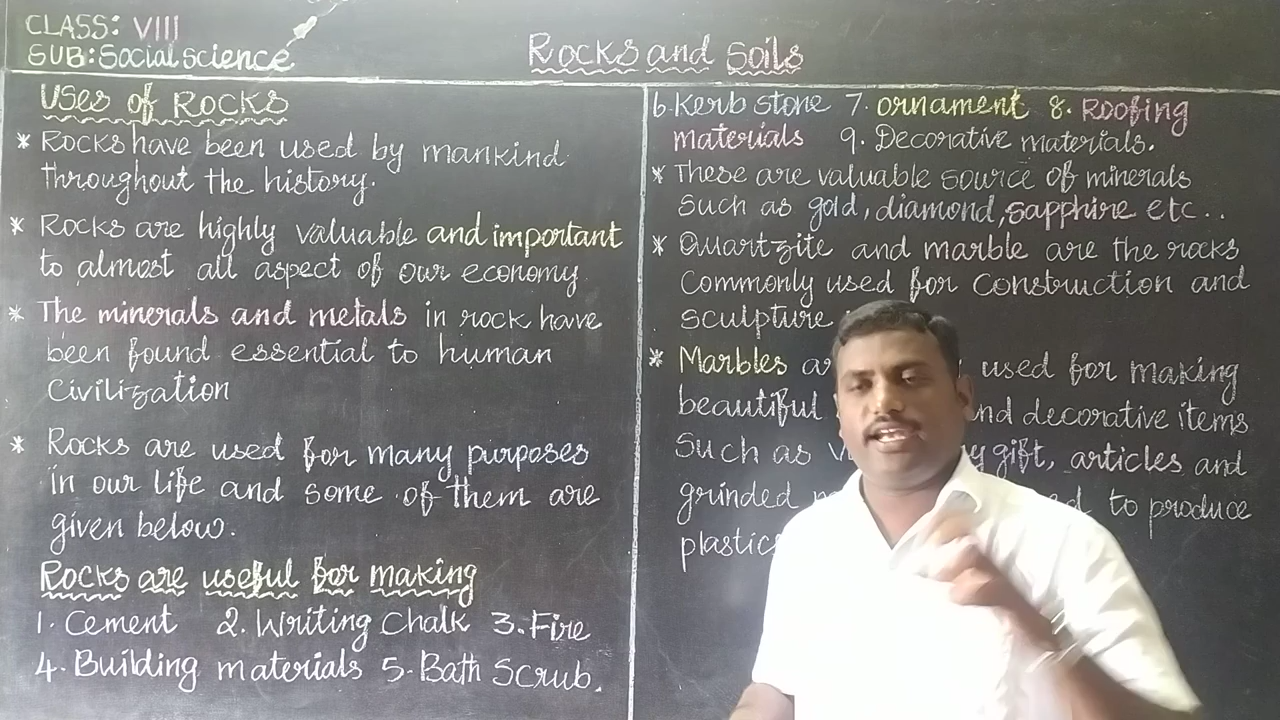 CLASS: VIII
SUB: Social science
Rocks and Soils
Uses of Rocks
* Rocks have been used by mankind
throughout the history.
* Rocks are highly valuable and important
to almost all aspect of our economy.
* The minerals and metals in rock have
been found essential to human
Civilization
* Rocks are used for many purposes
in our life and some of them are
given below.
Rocks are useful for making
1. Cement 2. Writing Chalk 3. Fire
4. Building materials 5. Bath Scrub.
6. Kerb stone 7. ornament 8. Roofing
materials 9. Decorative materials.
* These are valuable source of minerals
such as gold, diamond, sapphire etc..
* Quartzite and marble are the rocks
Commonly used for construction and
sculpture
* Marbles used for making
beautiful decorative items
Such as gift, articles and
grinded to produce
plastics